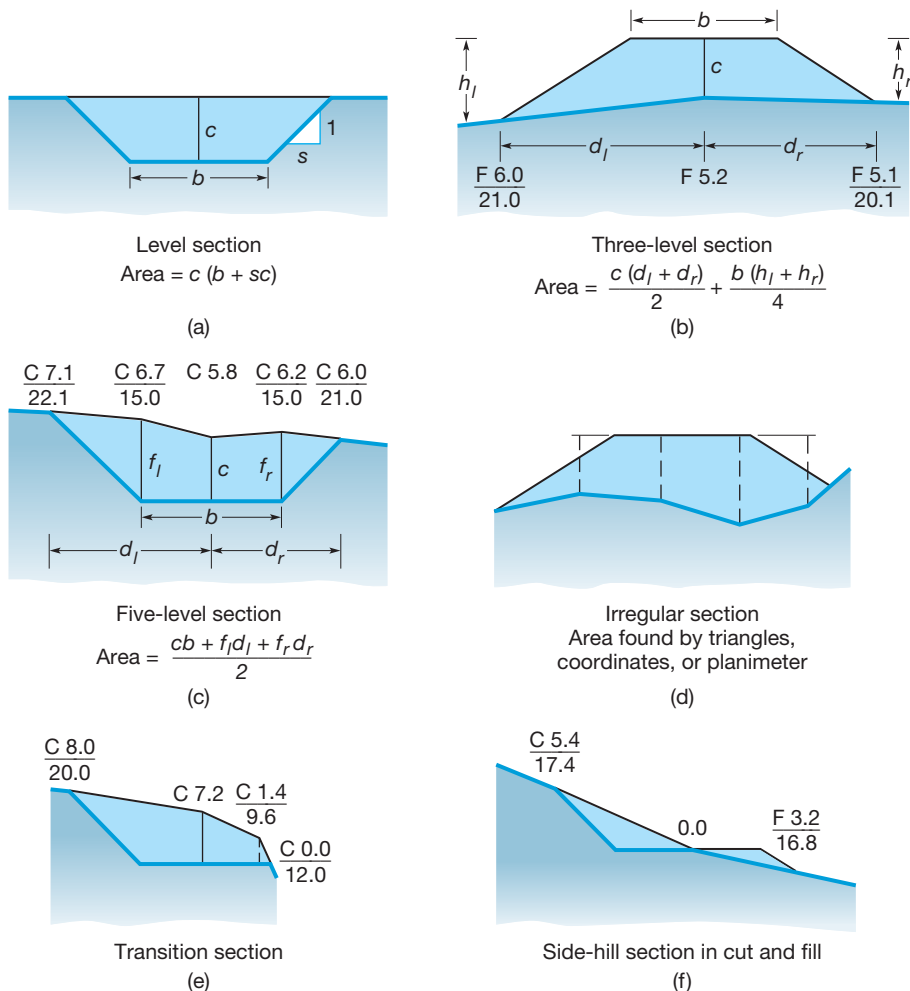 b
h_l
c
h_r
d_l
d_r
F 6.0
21.0
F 5.2
F 5.1
20.1
c
1
s
b
Level section
Area = c (b + sc)
(a)
Three-level section
Area = c (d_l + d_r) / 2 + b (h_l + h_r) / 4
(b)
C 7.1
22.1
C 6.7
15.0
C 5.8
C 6.2
15.0
C 6.0
21.0
f_l
c
f_r
b
d_l
d_r
Five-level section
Area = cb + f_l d_l + f_r d_r / 2
(c)
Irregular section
Area found by triangles,
coordinates, or planimeter
(d)
C 8.0
20.0
C 7.2
C 1.4
9.6
C 0.0
12.0
Transition section
(e)
C 5.4
17.4
0.0
F 3.2
16.8
Side-hill section in cut and fill
(f)